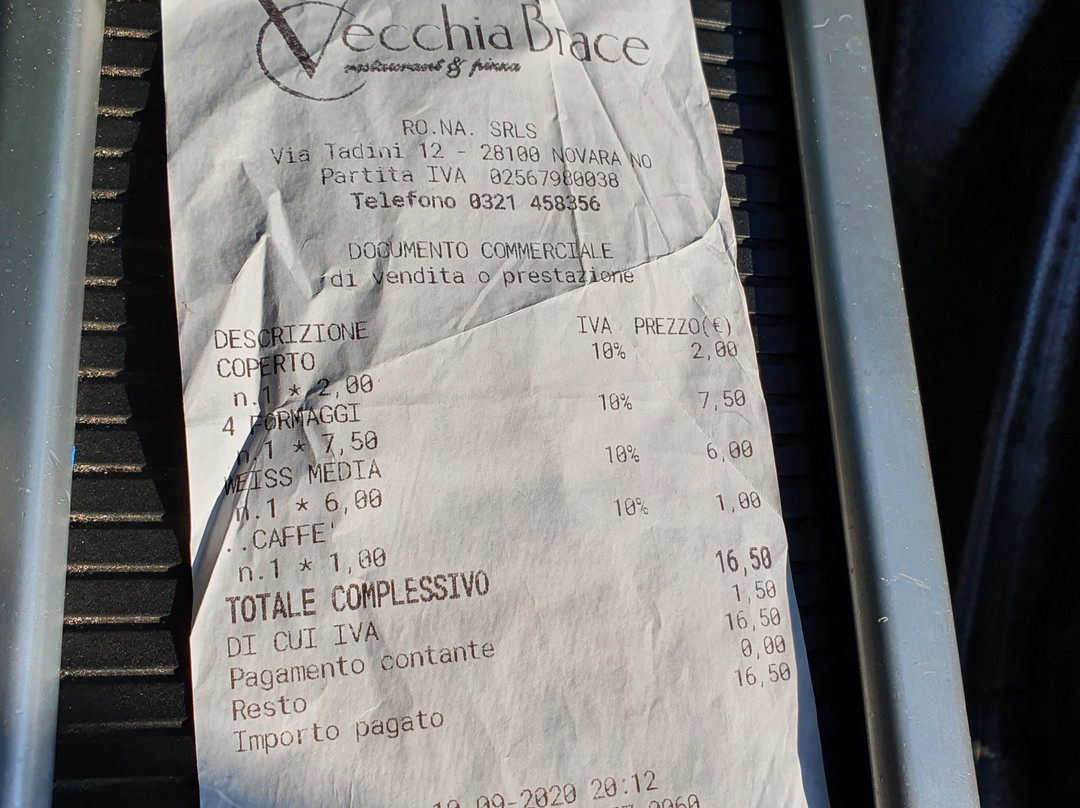 Vecchia Brace
restaurant & pizza
RO.NA. SRLS
Via Tadini 12 - 28100 NOVARA NO
Partita IVA 02567980038
Telefono 0321 458356
DOCUMENTO COMMERCIALE
di vendita o prestazione
DESCRIZIONE IVA PREZZO(€)
COPERTO 10% 2,00
n.1 * 2,00
4 FORMAGGI 10% 7,50
n.1 * 7,50
WEISS MEDIA 10% 6,00
n.1 * 6,00
..CAFFE' 10% 1,00
n.1 * 1,00
TOTALE COMPLESSIVO 16,50
DI CUI IVA 1,50
Pagamento contante 16,50
Resto 0,00
Importo pagato 16,50
09-2020 20:12